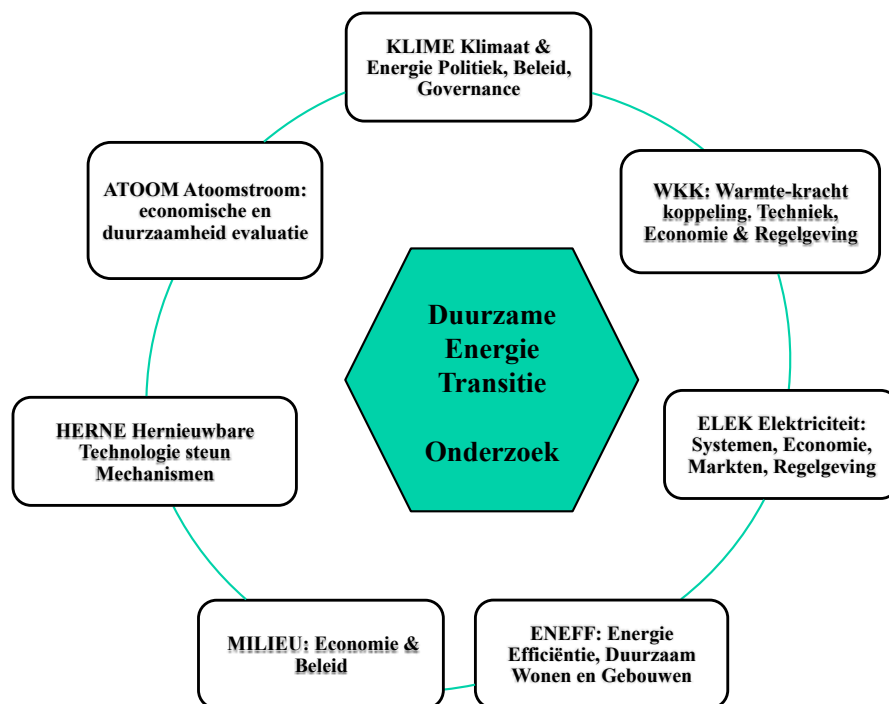 KLIME Klimaat &
Energie Politiek, Beleid,
Governance
ATOOM Atoomstroom:
economische en
duurzaamheid evaluatie
WKK: Warmte-kracht
koppeling. Techniek,
Economie & Regelgeving
Duurzame
Energie
Transitie
Onderzoek
HERNE Hernieuwbare
Technologie steun
Mechanismen
ELEK Elektriciteit:
Systemen, Economie,
Markten, Regelgeving
MILIEU: Economie &
Beleid
ENEFF: Energie
Efficiëntie, Duurzaam
Wonen en Gebouwen